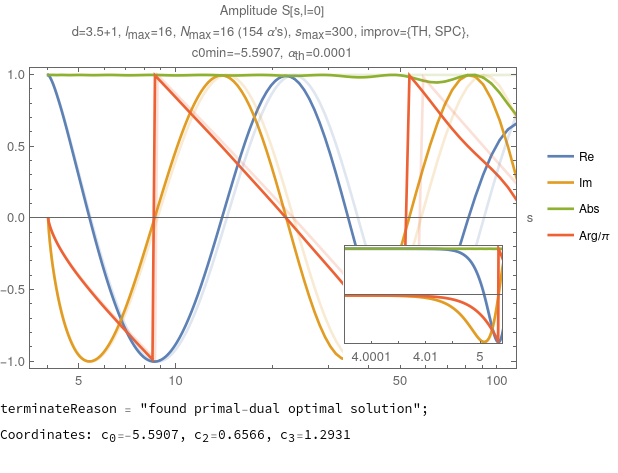 Amplitude S[s,l=0]
d=3.5+1, lmax=16, Nmax=16 (154 α's), smax=300, improv={TH, SPC},
c0min=-5.5907, αth=0.0001
1.0
0.5
0.0
-0.5
-1.0
s
Re
Im
Abs
Arg/π
4.0001 4.01 5
5 10 50 100
terminateReason = "found primal-dual optimal solution";
Coordinates: c0=-5.5907, c2=0.6566, c3=1.2931